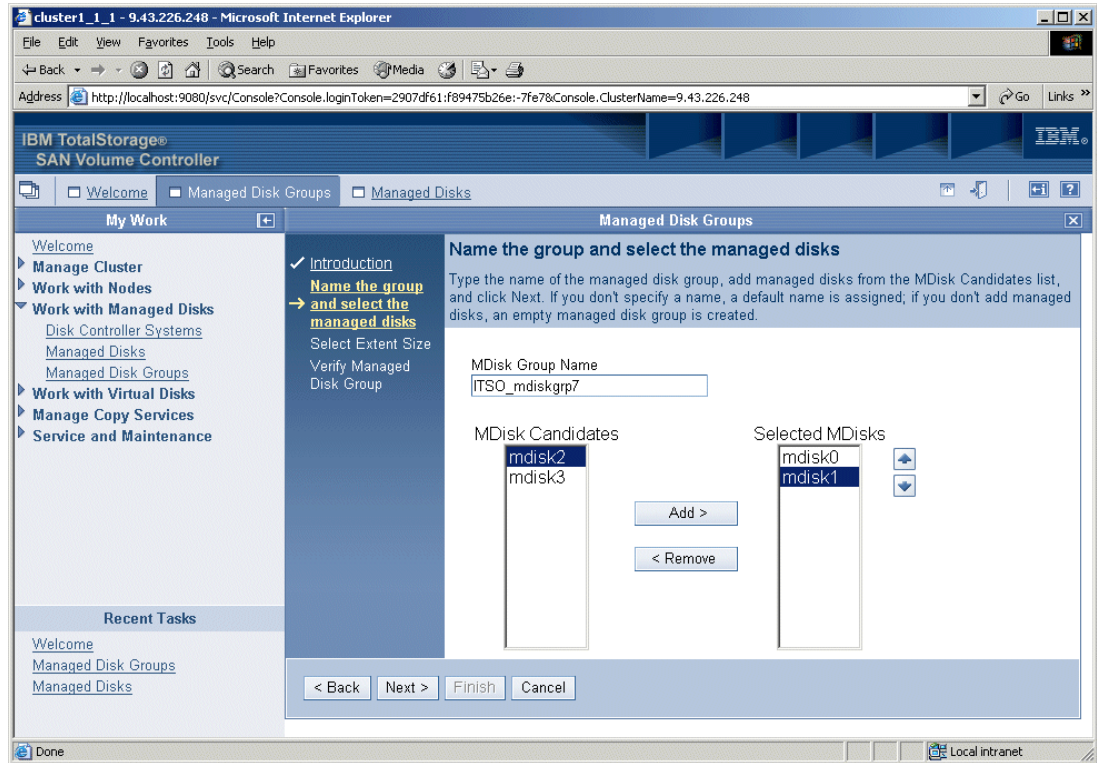 cluster1_1_1 - 9.43.226.248 - Microsoft Internet Explorer
File Edit View Favorites Tools Help
Back Search Favorites Media
Address http://localhost:9080/svc/Console?Console.loginToken=2907df61:f89475b26e:-7fe7&Console.ClusterName=9.43.226.248 Go Links »
IBM TotalStorage®
SAN Volume Controller
IBM®
Welcome Managed Disk Groups Managed Disks
My Work
Welcome
Manage Cluster
Work with Nodes
Work with Managed Disks
Disk Controller Systems
Managed Disks
Managed Disk Groups
Work with Virtual Disks
Manage Copy Services
Service and Maintenance
Recent Tasks
Welcome
Managed Disk Groups
Managed Disks
Managed Disk Groups
Introduction
Name the group
and select the
managed disks
Select Extent Size
Verify Managed
Disk Group
Name the group and select the managed disks
Type the name of the managed disk group, add managed disks from the MDisk Candidates list,
and click Next. If you don't specify a name, a default name is assigned; if you don't add managed
disks, an empty managed disk group is created.
MDisk Group Name
ITSO_mdiskgrp7
MDisk Candidates
mdisk2
mdisk3
Add >
< Remove
Selected MDisks
mdisk0
mdisk1
< Back Next > Finish Cancel
Done Local intranet